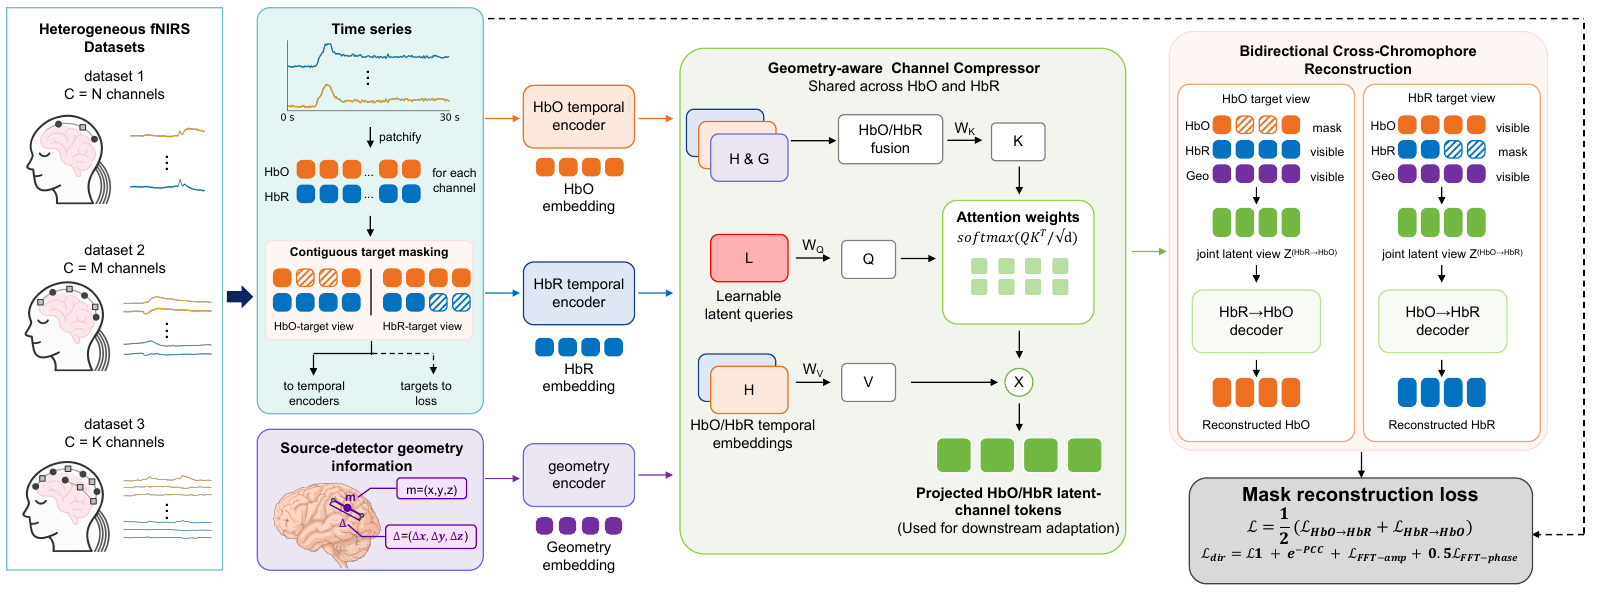 Heterogeneous fNIRS
Datasets
dataset 1
C = N channels
dataset 2
C = M channels
dataset 3
C = K channels
Time series
0 s
30 s
patchify
HbO
...
HbR
...
for each
channel
Contiguous target masking
HbO-target view
HbR-target view
to temporal
encoders
targets to
loss
Source-detector geometry
information
m
m=(x,y,z)
Δ
Δ=(Δx, Δy, Δz)
HbO temporal
encoder
HbO
embedding
HbR temporal
encoder
HbR
embedding
geometry
encoder
Geometry
embedding
Geometry-aware Channel Compressor
Shared across HbO and HbR
H & G
HbO/HbR
fusion
W_K
K
L
Learnable
latent queries
W_Q
Q
Attention weights
softmax(QK^T/√d)
H
HbO/HbR temporal
embeddings
W_V
V
X
Projected HbO/HbR latent-
channel tokens
(Used for downstream adaptation)
Bidirectional Cross-Chromophore
Reconstruction
HbO target view
HbO mask
HbR visible
Geo visible
joint latent view Z^(HbR→HbO)
HbR→HbO
decoder
Reconstructed HbO
HbR target view
HbO visible
HbR mask
Geo visible
joint latent view Z^(HbO→HbR)
HbO→HbR
decoder
Reconstructed HbR
Mask reconstruction loss
ℒ = 1/2 (ℒ_HbO→HbR + ℒ_HbR→HbO)
ℒ_dir = ℒ1 + e^−PCC + ℒ_FFT−amp + 0.5ℒ_FFT−phase